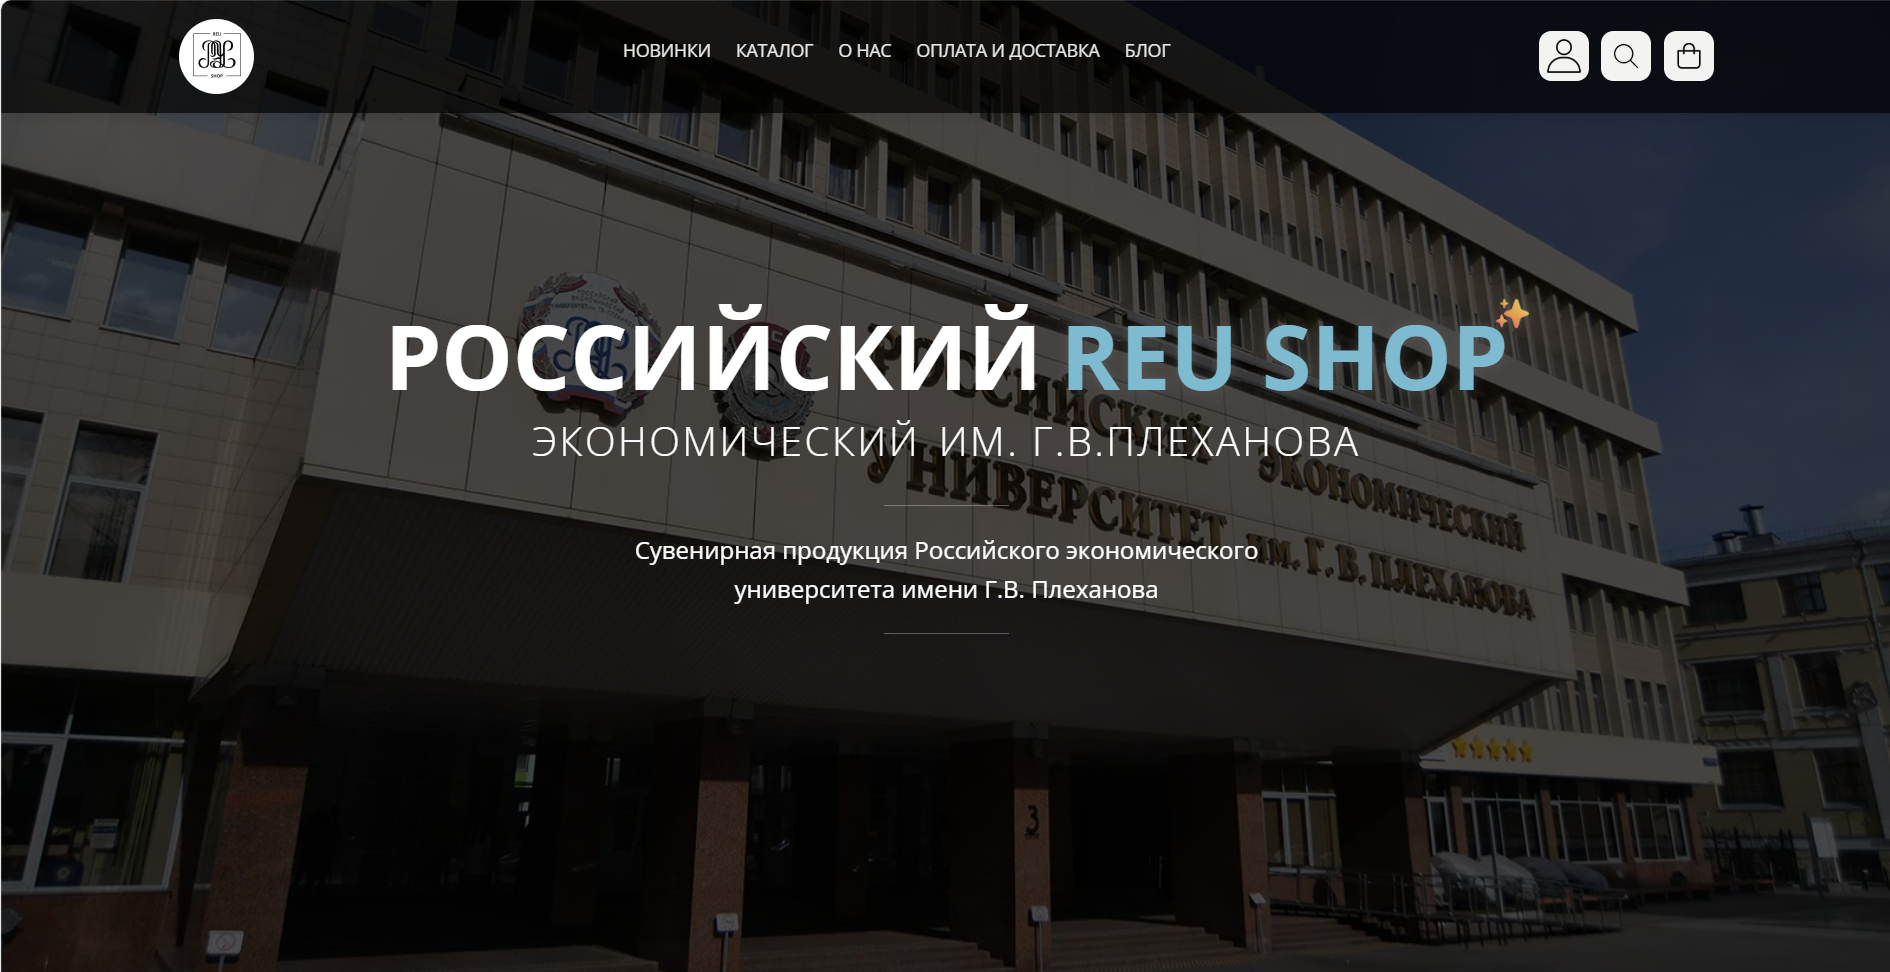 REU
SHOP
НОВИНКИ КАТАЛОГ О НАС ОПЛАТА И ДОСТАВКА БЛОГ
РОССИЙСКИЙ REU SHOP
ЭКОНОМИЧЕСКИЙ ИМ. Г.В.ПЛЕХАНОВА
Сувенирная продукция Российского экономического
университета имени Г.В. Плеханова
РОССИЙСКИЙ ЭКОНОМИЧЕСКИЙ
УНИВЕРСИТЕТ ИМ. Г. В. ПЛЕХАНОВА
3